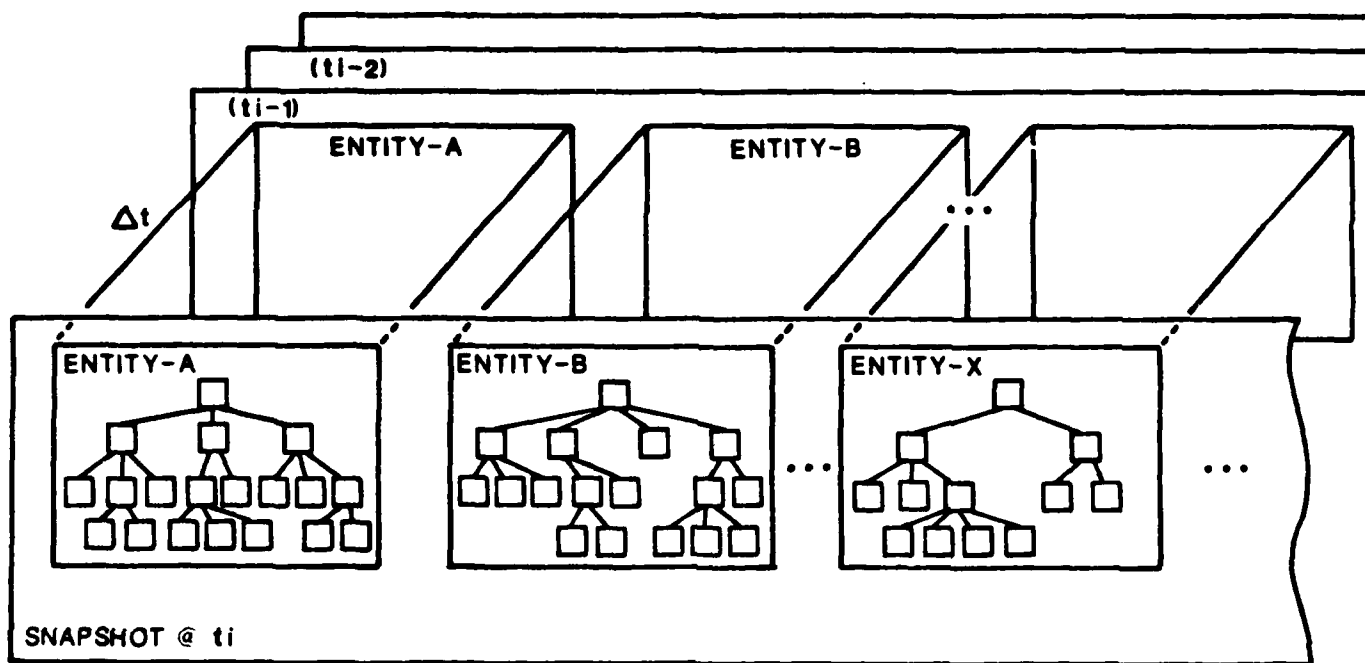 (ti-2)
(ti-1)
ENTITY-A
ENTITY-B
Δt
...
ENTITY-A
ENTITY-B
ENTITY-X
...
...
SNAPSHOT @ ti